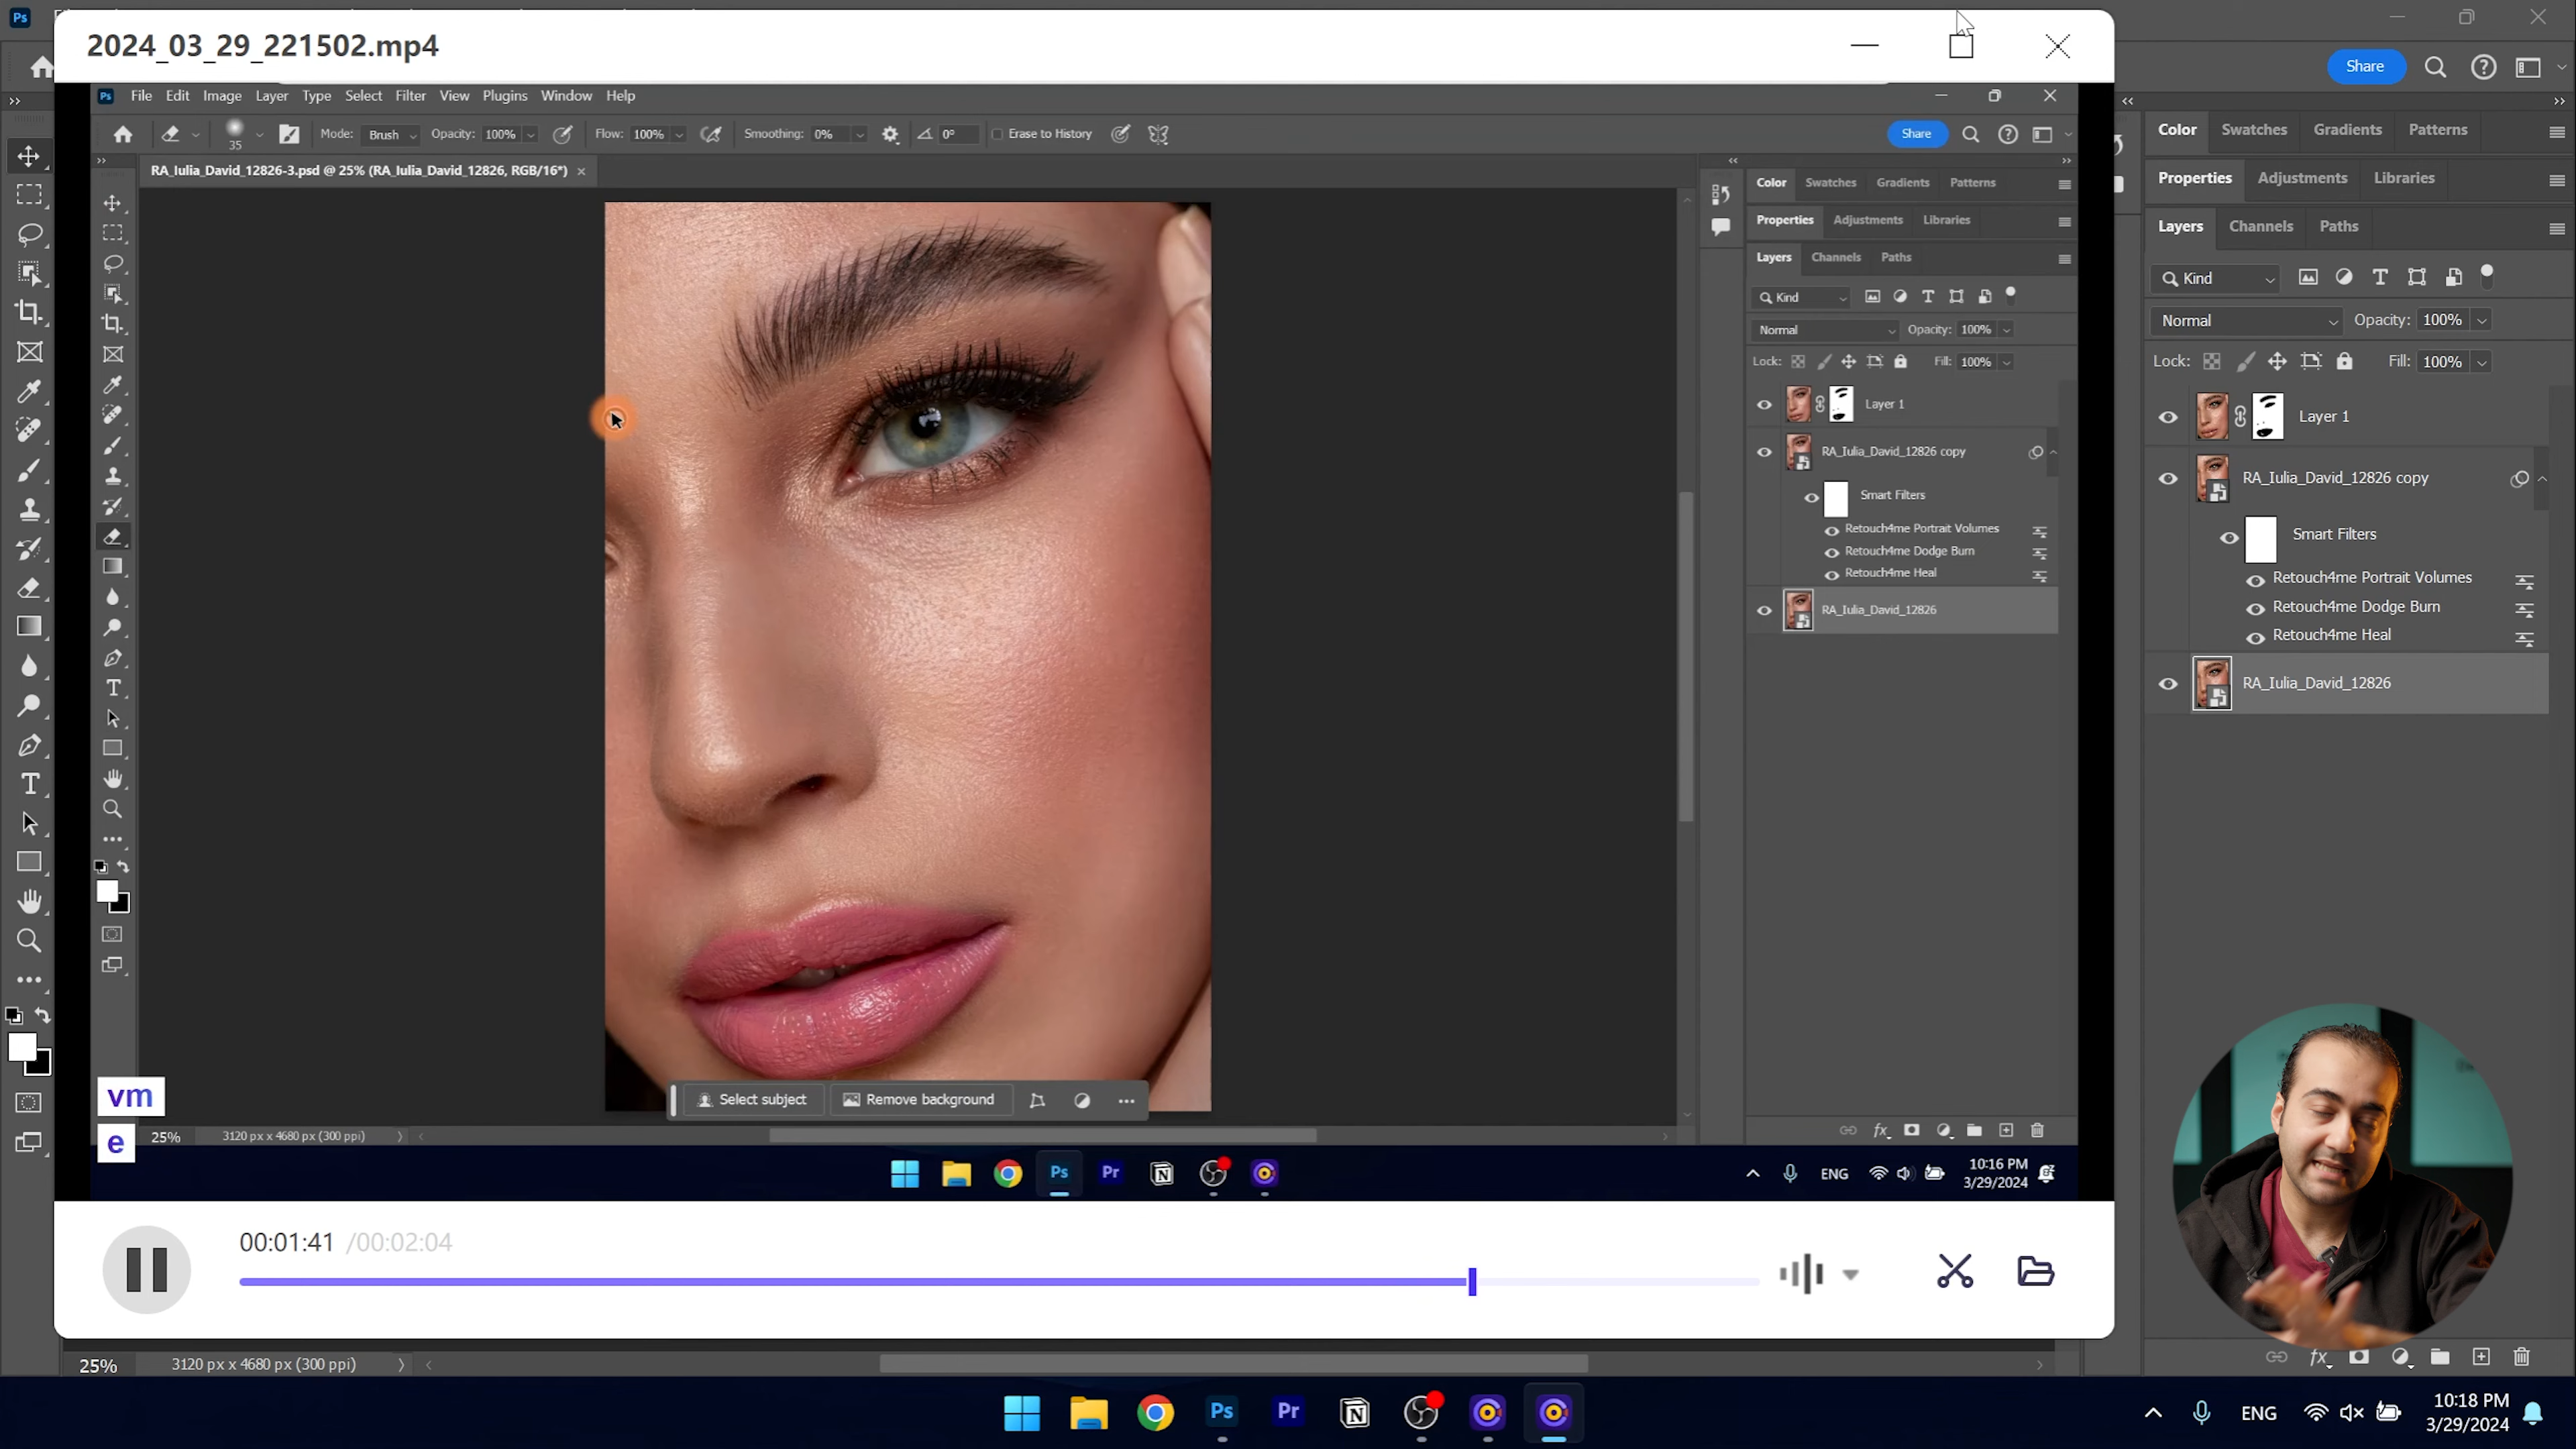 Ps
2024_03_29_221502.mp4
Share
Color Swatches Gradients Patterns
Properties Adjustments Libraries
Layers Channels Paths
Kind
Normal Opacity: 100%
Lock: Fill: 100%
Layer 1
RA_Iulia_David_12826 copy
Smart Filters
Retouch4me Portrait Volumes
Retouch4me Dodge Burn
Retouch4me Heal
RA_Iulia_David_12826
Ps File Edit Image Layer Type Select Filter View Plugins Window Help
35 Mode: Brush Opacity: 100% Flow: 100% Smoothing: 0% 0° Erase to History Share
RA_Iulia_David_12826-3.psd @ 25% (RA_Iulia_David_12826, RGB/16*)
Color Swatches Gradients Patterns
Properties Adjustments Libraries
Layers Channels Paths
Kind
Normal Opacity: 100%
Lock: Fill: 100%
Layer 1
RA_Iulia_David_12826 copy
Smart Filters
Retouch4me Portrait Volumes
Retouch4me Dodge Burn
Retouch4me Heal
RA_Iulia_David_12826
Select subject Remove background
vm
e
25% 3120 px x 4680 px (300 ppi)
Ps Pr ENG 10:16 PM
3/29/2024
00:01:41 /00:02:04
25% 3120 px x 4680 px (300 ppi)
Ps Pr ENG 10:18 PM
3/29/2024